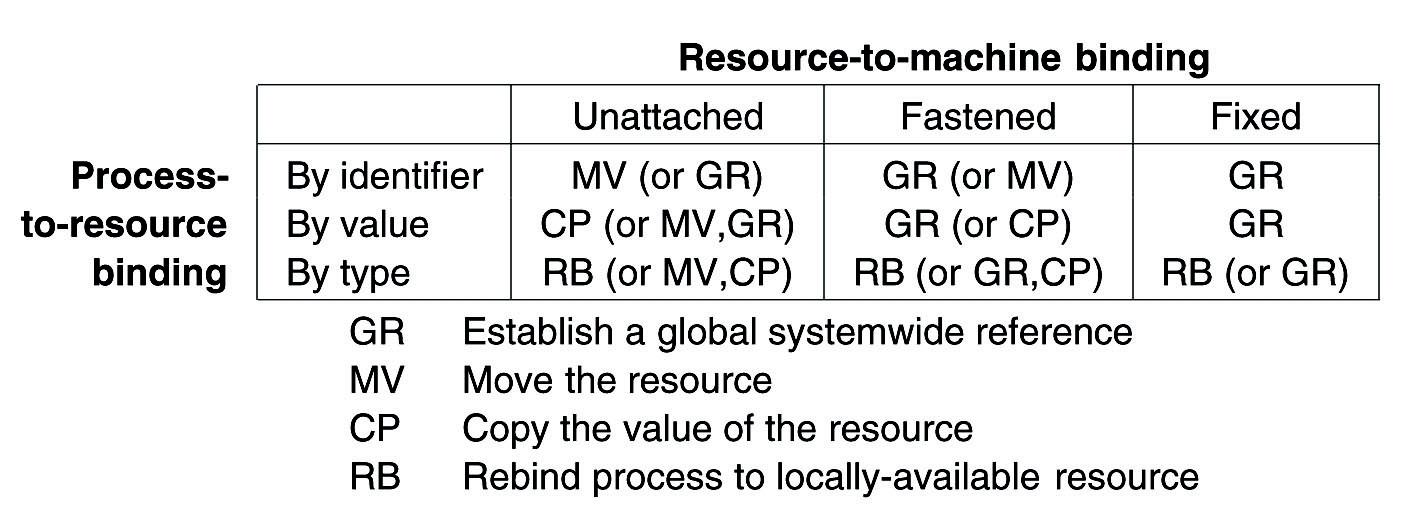 Resource-to-machine binding
Unattached Fastened Fixed
Process- By identifier MV (or GR) GR (or MV) GR
to-resource By value CP (or MV,GR) GR (or CP) GR
binding By type RB (or MV,CP) RB (or GR,CP) RB (or GR)
GR Establish a global systemwide reference
MV Move the resource
CP Copy the value of the resource
RB Rebind process to locally-available resource